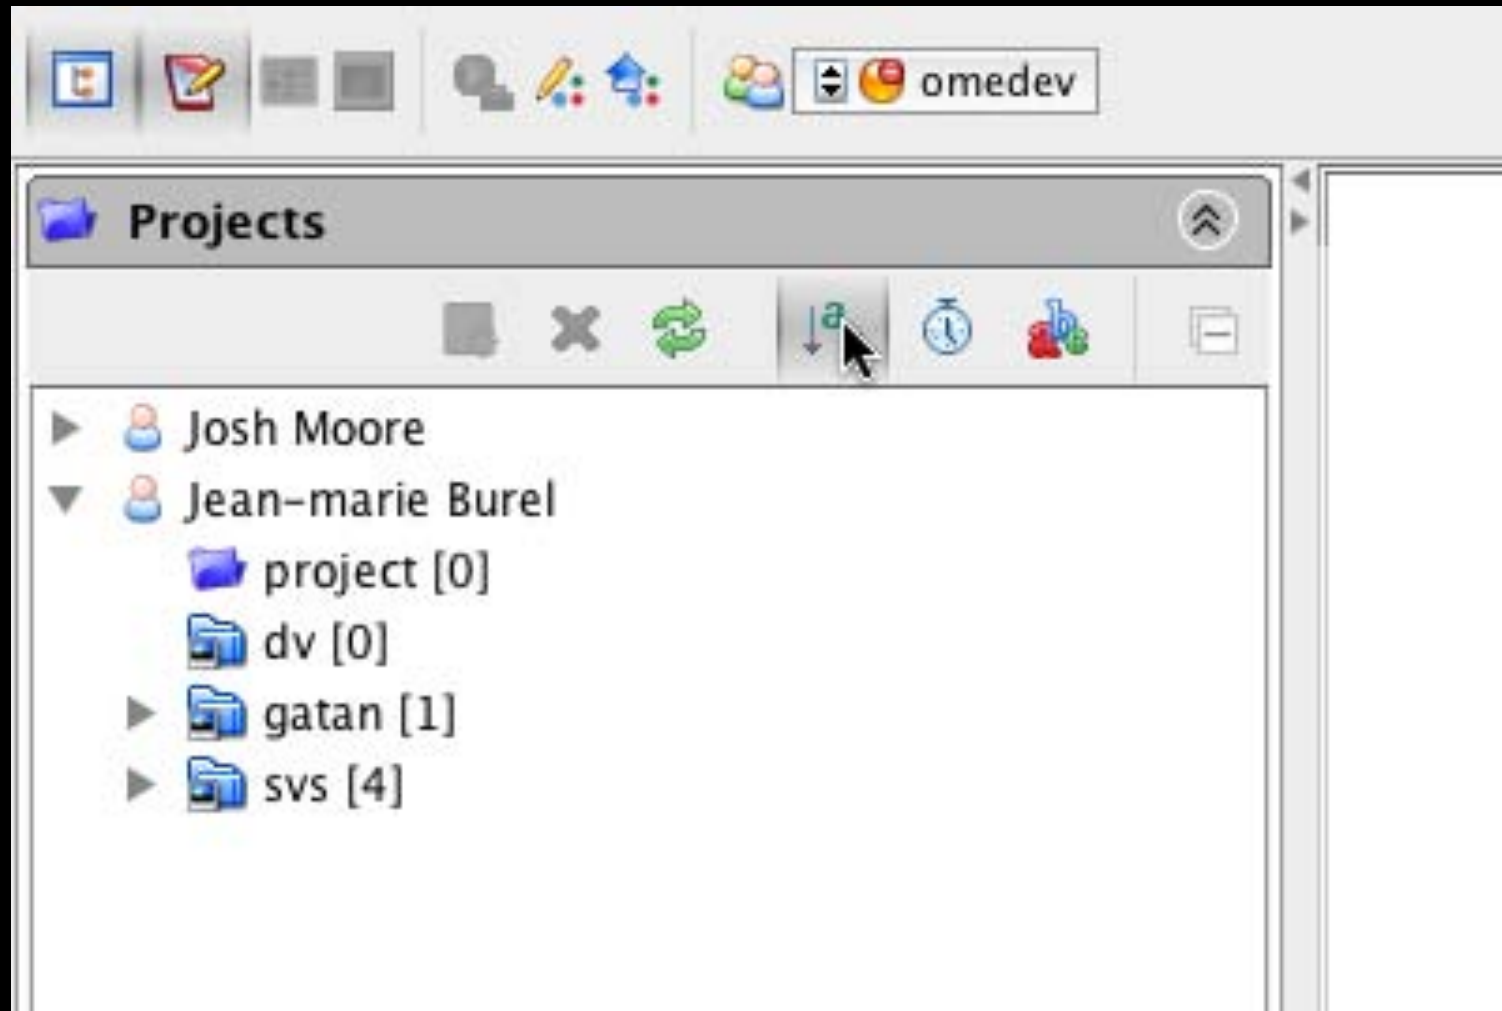 omedev
Projects
Josh Moore
Jean-marie Burel
project [0]
dv [0]
gatan [1]
svs [4]